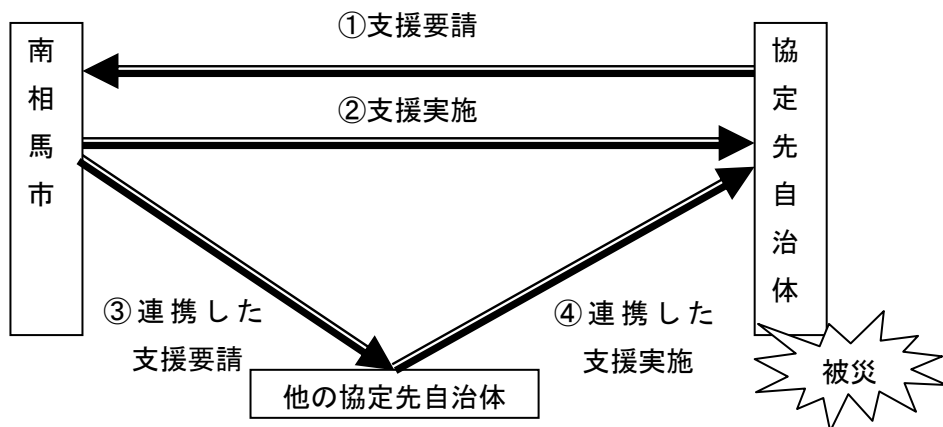 ①支援要請
南相馬市
協定先自治体
②支援実施
③連携した
支援要請
④連携した
支援実施
他の協定先自治体
被災